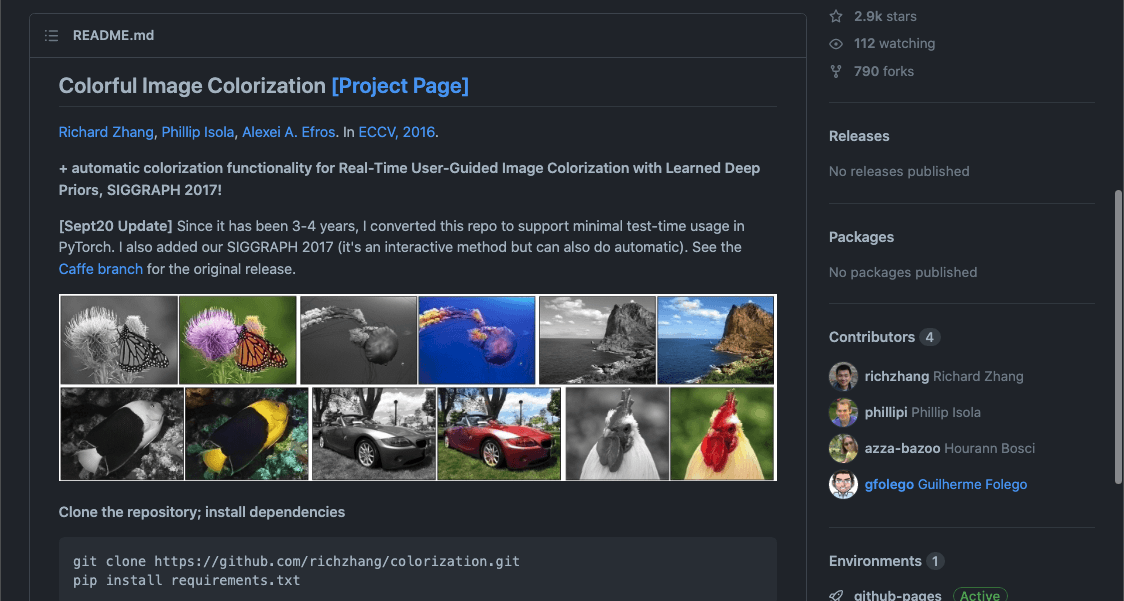 README.md
Colorful Image Colorization [Project Page]
Richard Zhang, Phillip Isola, Alexei A. Efros. In ECCV, 2016.
+ automatic colorization functionality for Real-Time User-Guided Image Colorization with Learned Deep
Priors, SIGGRAPH 2017!
[Sept20 Update] Since it has been 3-4 years, I converted this repo to support minimal test-time usage in
PyTorch. I also added our SIGGRAPH 2017 (it's an interactive method but can also do automatic). See the
Caffe branch for the original release.
Clone the repository; install dependencies
git clone https://github.com/richzhang/colorization.git
pip install requirements.txt
2.9k stars
112 watching
790 forks
Releases
No releases published
Packages
No packages published
Contributors 4
richzhang Richard Zhang
phillipi Phillip Isola
azza-bazoo Hourann Bosci
gfolego Guilherme Folego
Environments 1
github-pages Active